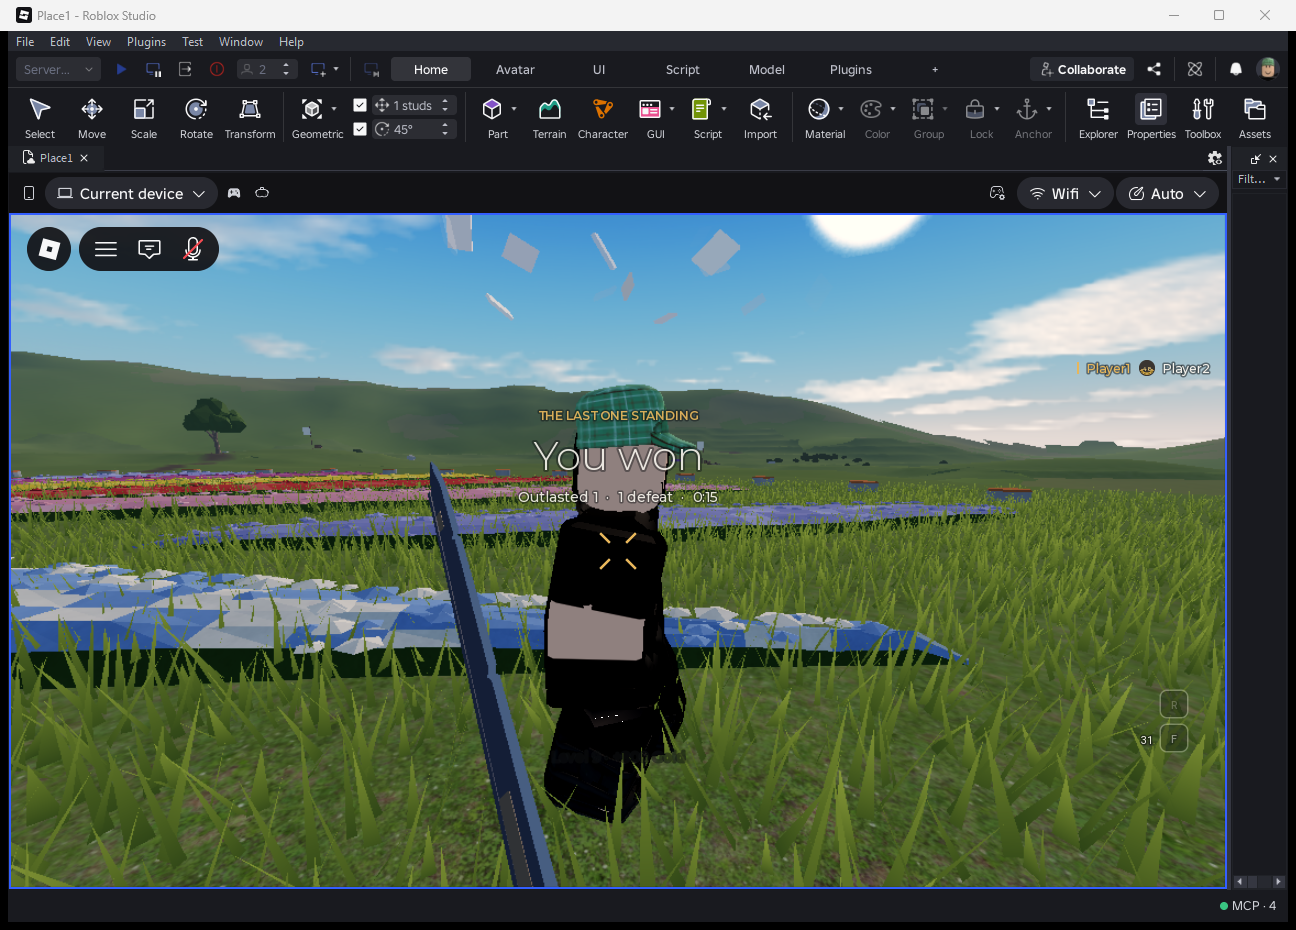 Place1 - Roblox Studio
File Edit View Plugins Test Window Help
Server... 2 Home Avatar UI Script Model Plugins + Collaborate
1 studs
45°
Select Move Scale Rotate Transform Geometric Part Terrain Character GUI Script Import Material Color Group Lock Anchor Explorer Properties Toolbox Assets
Place1
Filt...
Current device Wifi Auto
Player1 Player2
THE LAST ONE STANDING
You won
Outlasted 1 · 1 defeat · 0:15
R
31 F
MCP · 4